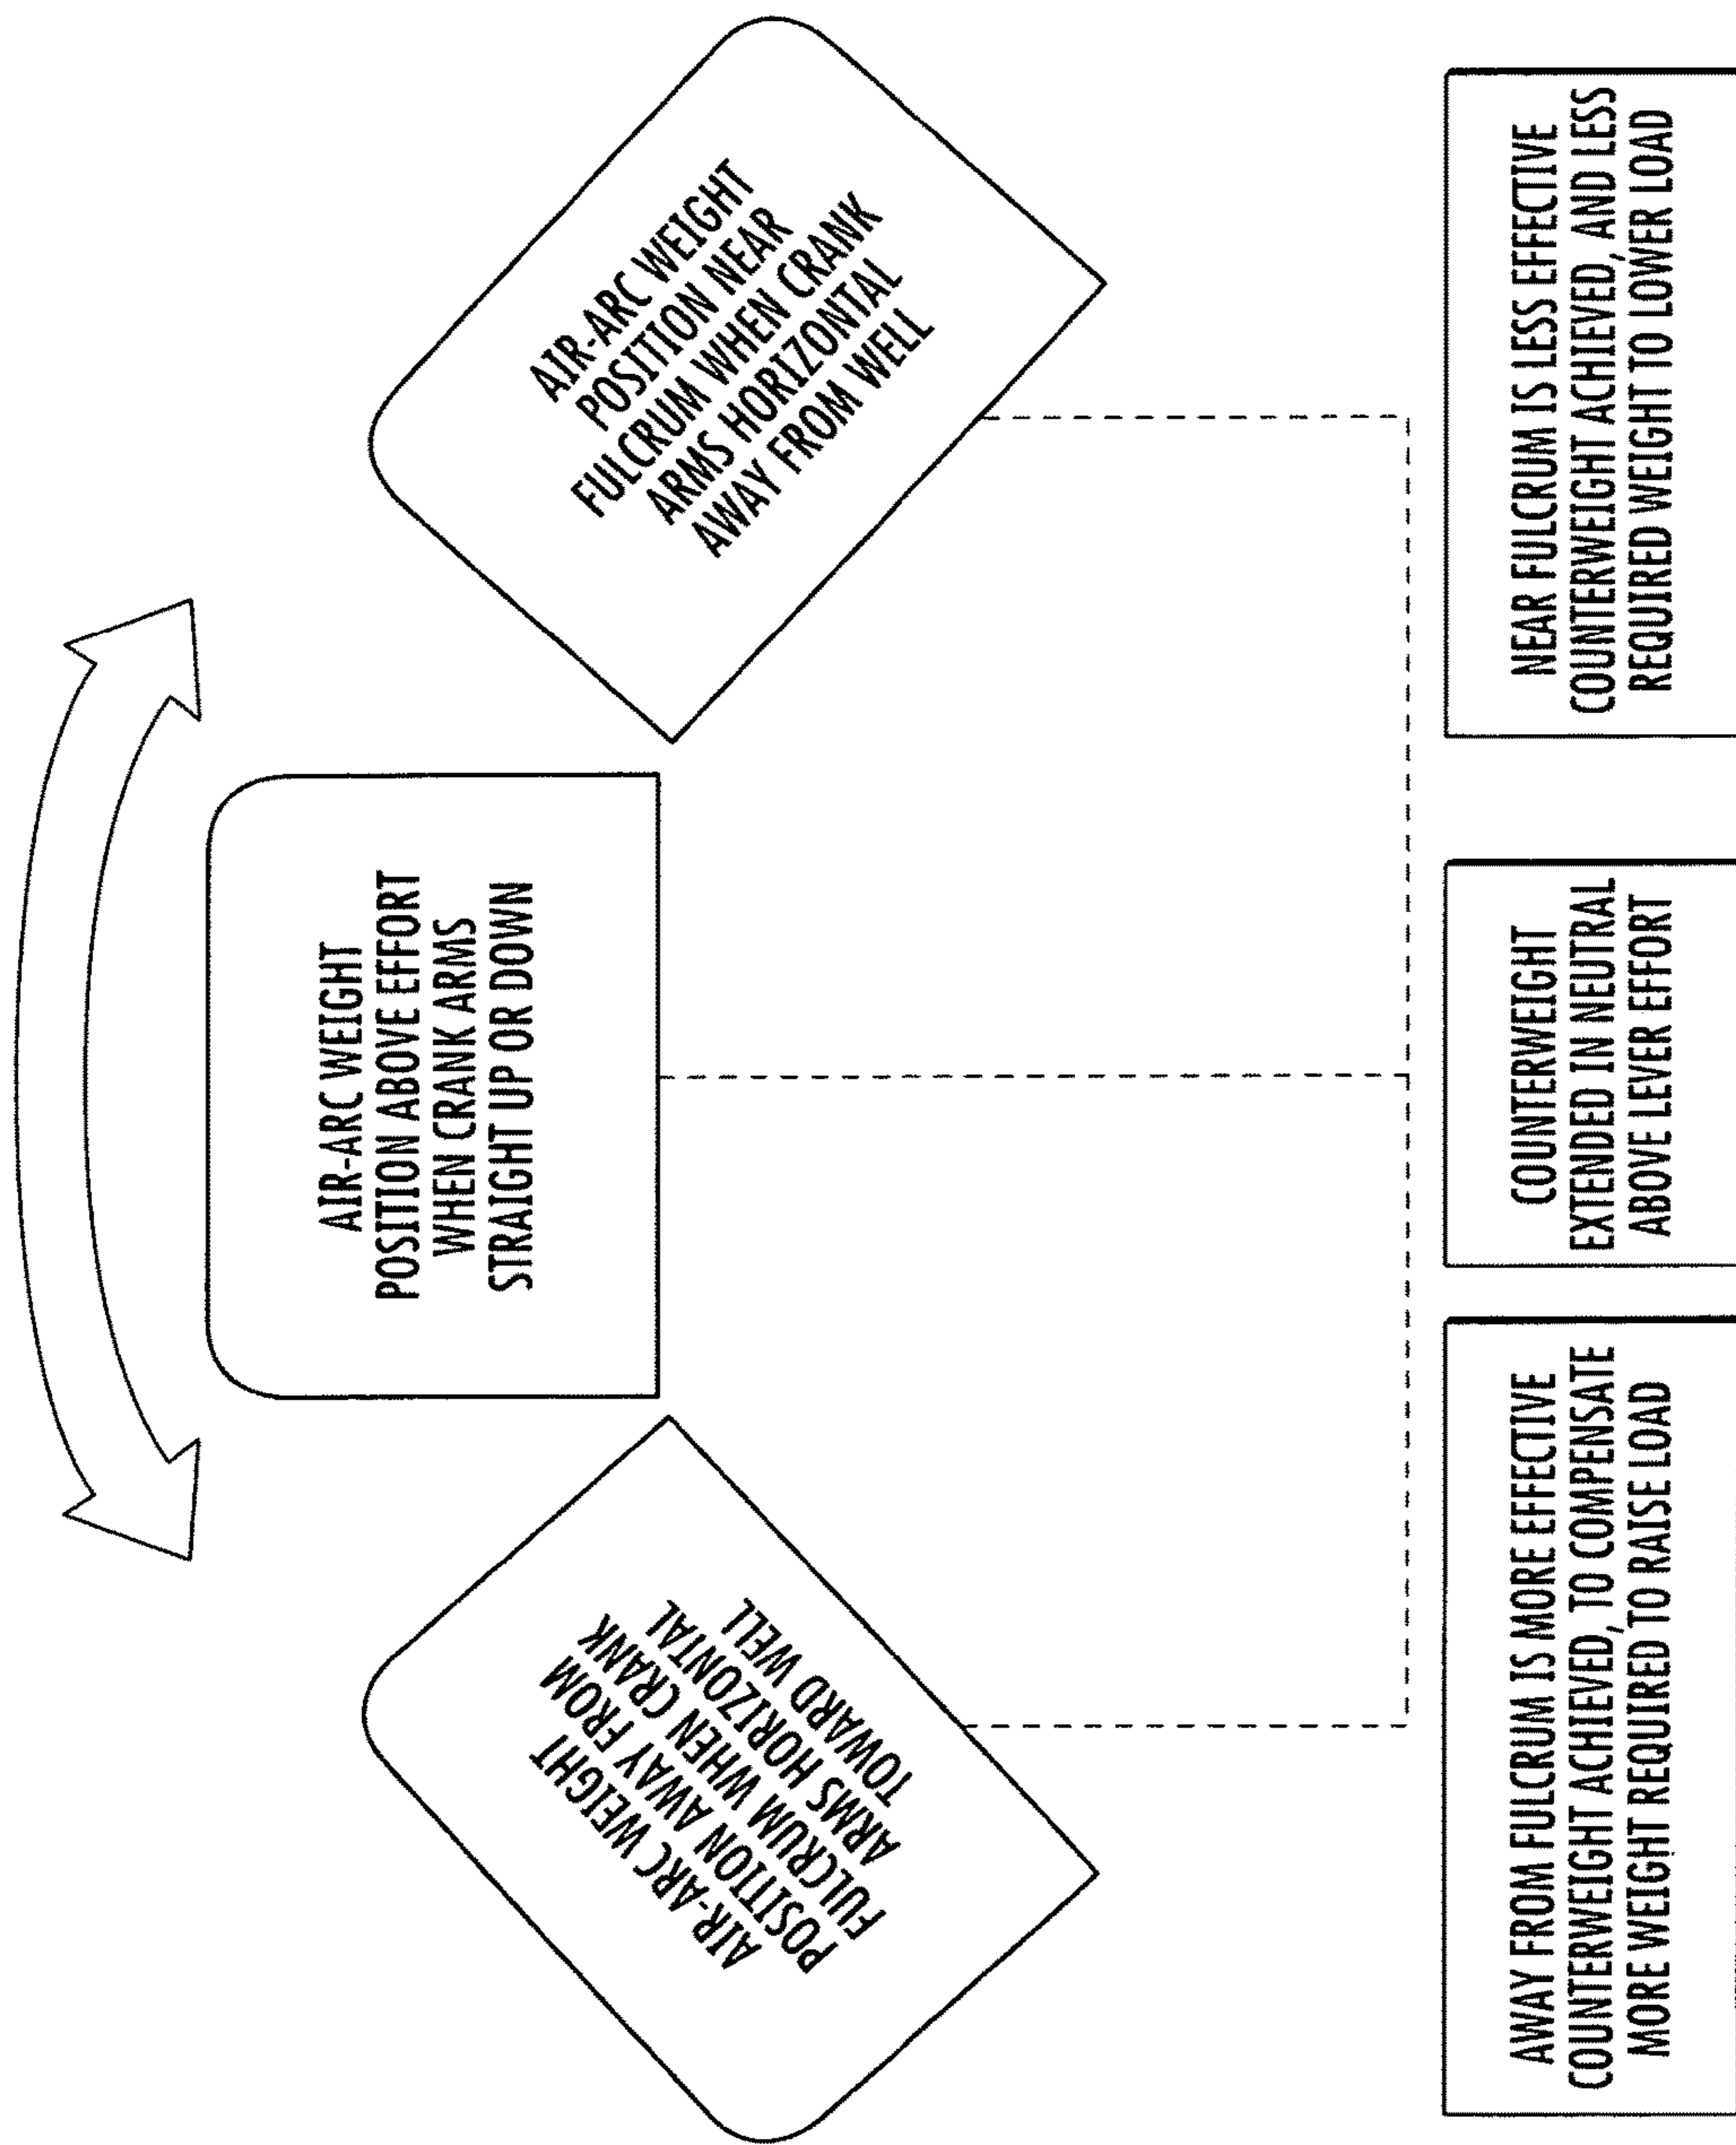 AIR-ARC WEIGHT
POSITION AWAY FROM
FULCRUM WHEN CRANK
ARMS HORIZONTAL
TOWARD WELL
AIR-ARC WEIGHT
POSITION ABOVE EFFORT
WHEN CRANK ARMS
STRAIGHT UP OR DOWN
AIR-ARC WEIGHT
POSITION NEAR
FULCRUM WHEN CRANK
ARMS HORIZONTAL
AWAY FROM WELL
AWAY FROM FULCRUM IS MORE EFFECTIVE
COUNTERWEIGHT ACHIEVED, TO COMPENSATE
MORE WEIGHT REQUIRED TO RAISE LOAD
COUNTERWEIGHT
EXTENDED IN NEUTRAL
ABOVE LEVER EFFORT
NEAR FULCRUM IS LESS EFFECTIVE
COUNTERWEIGHT ACHIEVED, AND LESS
REQUIRED WEIGHT TO LOWER LOAD